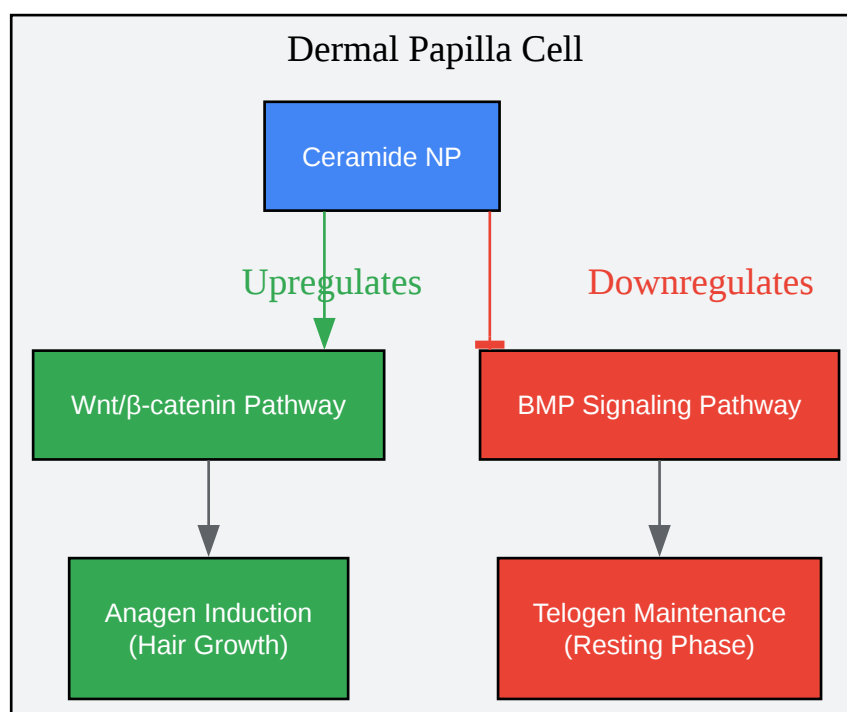 Dermal Papilla Cell
Ceramide NP
Upregulates
Downregulates
Wnt/β-catenin Pathway
BMP Signaling Pathway
Anagen Induction
(Hair Growth)
Telogen Maintenance
(Resting Phase)